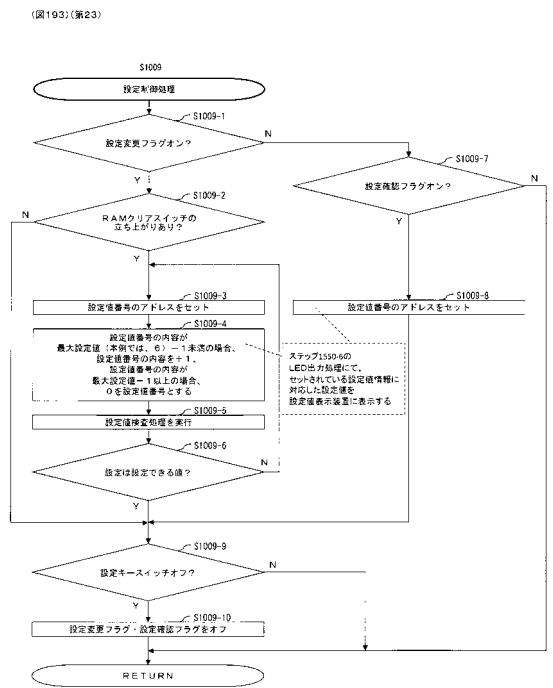 (図193)(第23)
S1009
設定制御処理
S1009-1
設定変更フラグオン？
N
Y
S1009-7
設定確認フラグオン？
N
Y
S1009-2
RAMクリアスイッチの
立ち上がりあり？
N
Y
S1009-3
設定値番号のアドレスをセット
S1009-8
設定値番号のアドレスをセット
S1009-4
設定値番号の内容が
最大設定値（本例では、6）－1未満の場合、
設定値番号の内容を＋1、
設定値番号の内容が
最大設定値－1以上の場合、
0を設定値番号とする
ステップ1550-6の
LED出力処理にて、
セットされている設定値情報に
対応した設定値を
設定値表示装置に表示する
S1009-5
設定値検査処理を実行
S1009-6
設定は設定できる値？
N
Y
S1009-9
設定キースイッチオフ？
N
Y
S1009-10
設定変更フラグ・設定確認フラグをオフ
RETURN